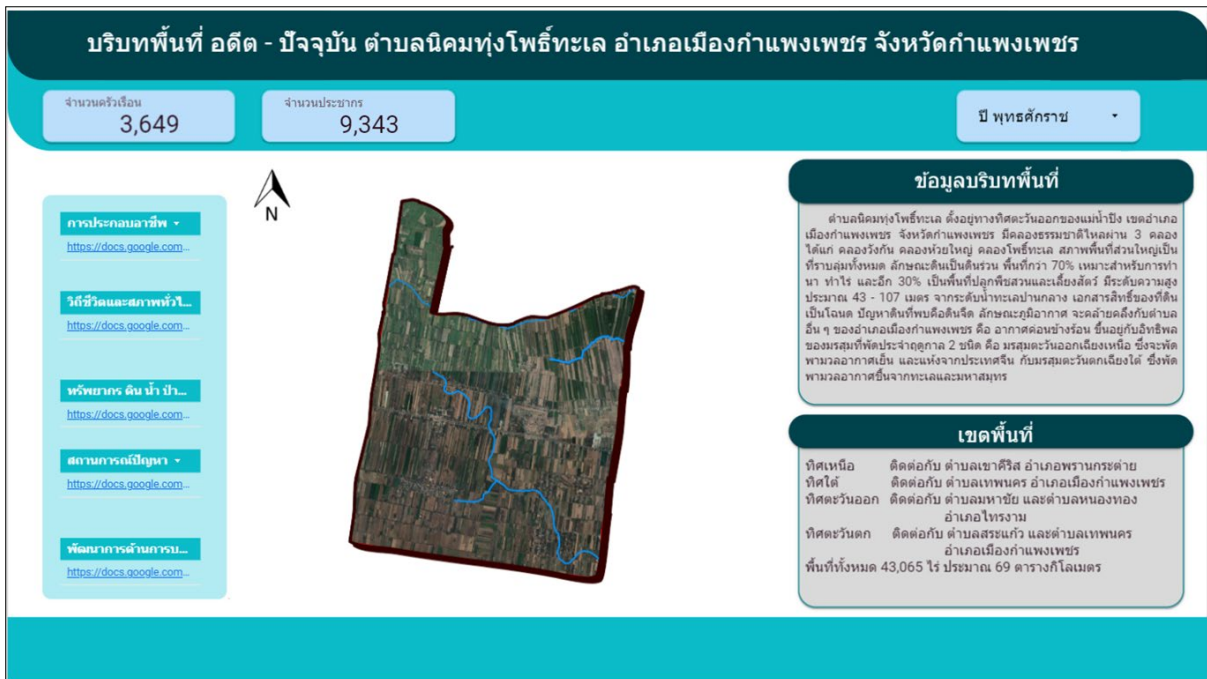 บริบทพื้นที่ อดีต - ปัจจุบัน ตำบลนิคมทุ่งโพธิ์ทะเล อำเภอเมืองกำแพงเพชร จังหวัดกำแพงเพชร
จำนวนครัวเรือน
3,649
จำนวนประชากร
9,343
ปี พุทธศักราช
N
การประกอบอาชีพ
https://docs.google.com...
วิถีชีวิตและสภาพทั่วไ...
https://docs.google.com...
ทรัพยากร ดิน น้ำ ป่า...
https://docs.google.com...
สถานการณ์ปัญหา
https://docs.google.com...
พัฒนาการด้านการบ...
https://docs.google.com...
ข้อมูลบริบทพื้นที่
ตำบลนิคมทุ่งโพธิ์ทะเล ตั้งอยู่ทางทิศตะวันออกของแม่น้ำปิง เขตอำเภอ
เมืองกำแพงเพชร จังหวัดกำแพงเพชร มีคลองธรรมชาติไหลผ่าน 3 คลอง
ได้แก่ คลองวังกัน คลองห้วยใหญ่ คลองโพธิ์ทะเล สภาพพื้นที่ส่วนใหญ่เป็น
ที่ราบลุ่มทั้งหมด ลักษณะดินเป็นดินร่วน พื้นที่กว่า 70% เหมาะสำหรับการทำ
นา ทำไร่ และอีก 30% เป็นพื้นที่ปลูกพืชสวนและเลี้ยงสัตว์ มีระดับความสูง
ประมาณ 43 - 107 เมตร จากระดับน้ำทะเลปานกลาง เอกสารสิทธิ์ของที่ดิน
เป็นโฉนด ปัญหาดินที่พบคือดินจืด ลักษณะภูมิอากาศ จะคล้ายคลึงกับตำบล
อื่น ๆ ของอำเภอเมืองกำแพงเพชร คือ อากาศค่อนข้างร้อน ขึ้นอยู่กับอิทธิพล
ของมรสุมที่พัดประจำฤดูกาล 2 ชนิด คือ มรสุมตะวันออกเฉียงเหนือ ซึ่งจะพัด
พามวลอากาศเย็น และแห้งจากประเทศจีน กับมรสุมตะวันตกเฉียงใต้ ซึ่งพัด
พามวลอากาศชื้นจากทะเลและมหาสมุทร
เขตพื้นที่
ทิศเหนือ ติดต่อกับ ตำบลเขาคีริส อำเภอพรานกระต่าย
ทิศใต้ ติดต่อกับ ตำบลเทพนคร อำเภอเมืองกำแพงเพชร
ทิศตะวันออก ติดต่อกับ ตำบลมหาชัย และตำบลหนองทอง
อำเภอไทรงาม
ทิศตะวันตก ติดต่อกับ ตำบลสระแก้ว และตำบลเทพนคร
อำเภอเมืองกำแพงเพชร
พื้นที่ทั้งหมด 43,065 ไร่ ประมาณ 69 ตารางกิโลเมตร